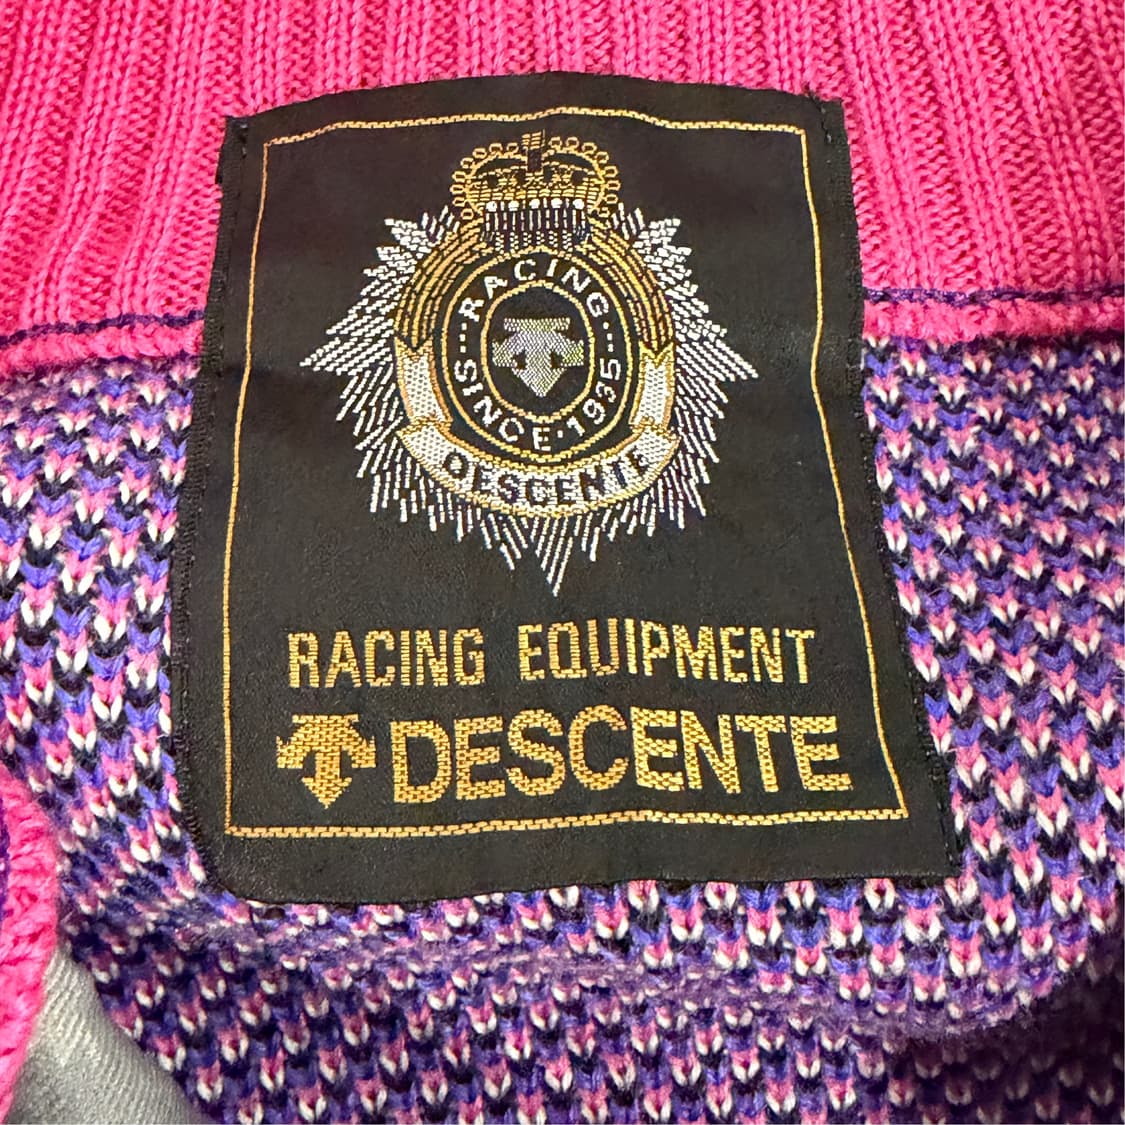 RACING
SINCE·1935
DESCENTE
RACING EQUIPMENT
DESCENTE